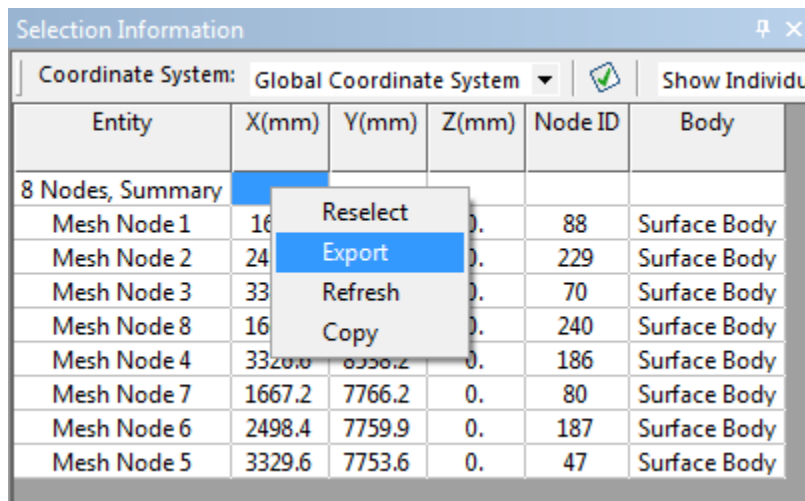 Selection Information
Coordinate System: Global Coordinate System Show Individu
Entity X(mm) Y(mm) Z(mm) Node ID Body
8 Nodes, Summary
Mesh Node 1 88 Surface Body
Mesh Node 2 229 Surface Body
Mesh Node 3 70 Surface Body
Mesh Node 8 240 Surface Body
Mesh Node 4 186 Surface Body
Mesh Node 7 1667.2 7766.2 0. 80 Surface Body
Mesh Node 6 2498.4 7759.9 0. 187 Surface Body
Mesh Node 5 3329.6 7753.6 0. 47 Surface Body
Reselect
Export
Refresh
Copy